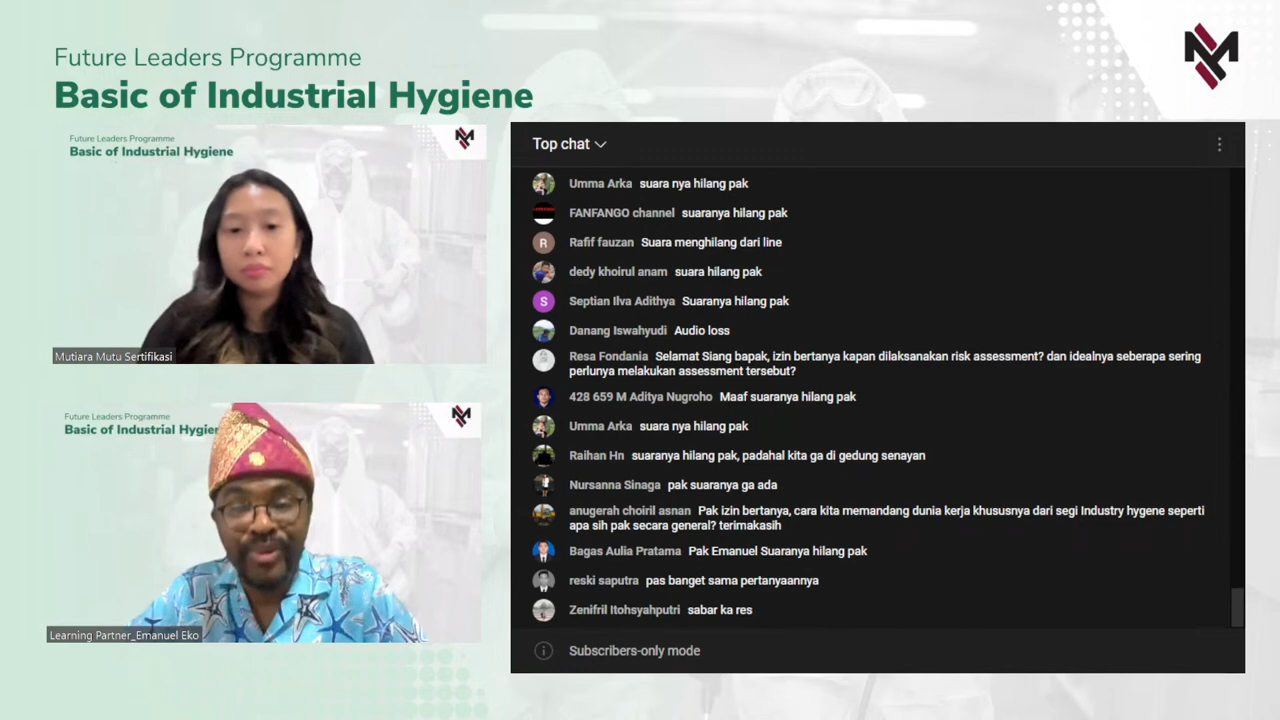 Future Leaders Programme
Basic of Industrial Hygiene
Future Leaders Programme
Basic of Industrial Hygiene
Mutiara Mutu Sertifikasi
Future Leaders Programme
Basic of Industrial Hygien
Learning Partner_Emanuel Eko
Top chat
Umma Arka suara nya hilang pak
FANFANGO channel suaranya hilang pak
R Rafif fauzan Suara menghilang dari line
dedy khoirul anam suara hilang pak
S Septian Ilva Adithya Suaranya hilang pak
Danang Iswahyudi Audio loss
Resa Fondania Selamat Siang bapak, izin bertanya kapan dilaksanakan risk assessment? dan idealnya seberapa sering
perlunya melakukan assessment tersebut?
428 659 M Aditya Nugroho Maaf suaranya hilang pak
Umma Arka suara nya hilang pak
Raihan Hn suaranya hilang pak, padahal kita ga di gedung senayan
Nursanna Sinaga pak suaranya ga ada
anugerah choiril asnan Pak izin bertanya, cara kita memandang dunia kerja khususnya dari segi Industry hygene seperti
apa sih pak secara general? terimakasih
Bagas Aulia Pratama Pak Emanuel Suaranya hilang pak
reski saputra pas banget sama pertanyaannya
Zenifril Itohsyahputri sabar ka res
Subscribers-only mode